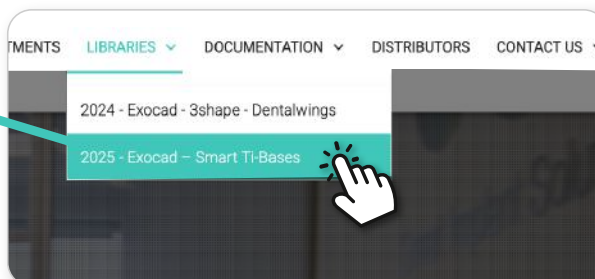 TMENTS LIBRARIES DOCUMENTATION DISTRIBUTORS CONTACT US
2024 - Exocad - 3shape - Dentalwings
2025 - Exocad – Smart Ti-Bases